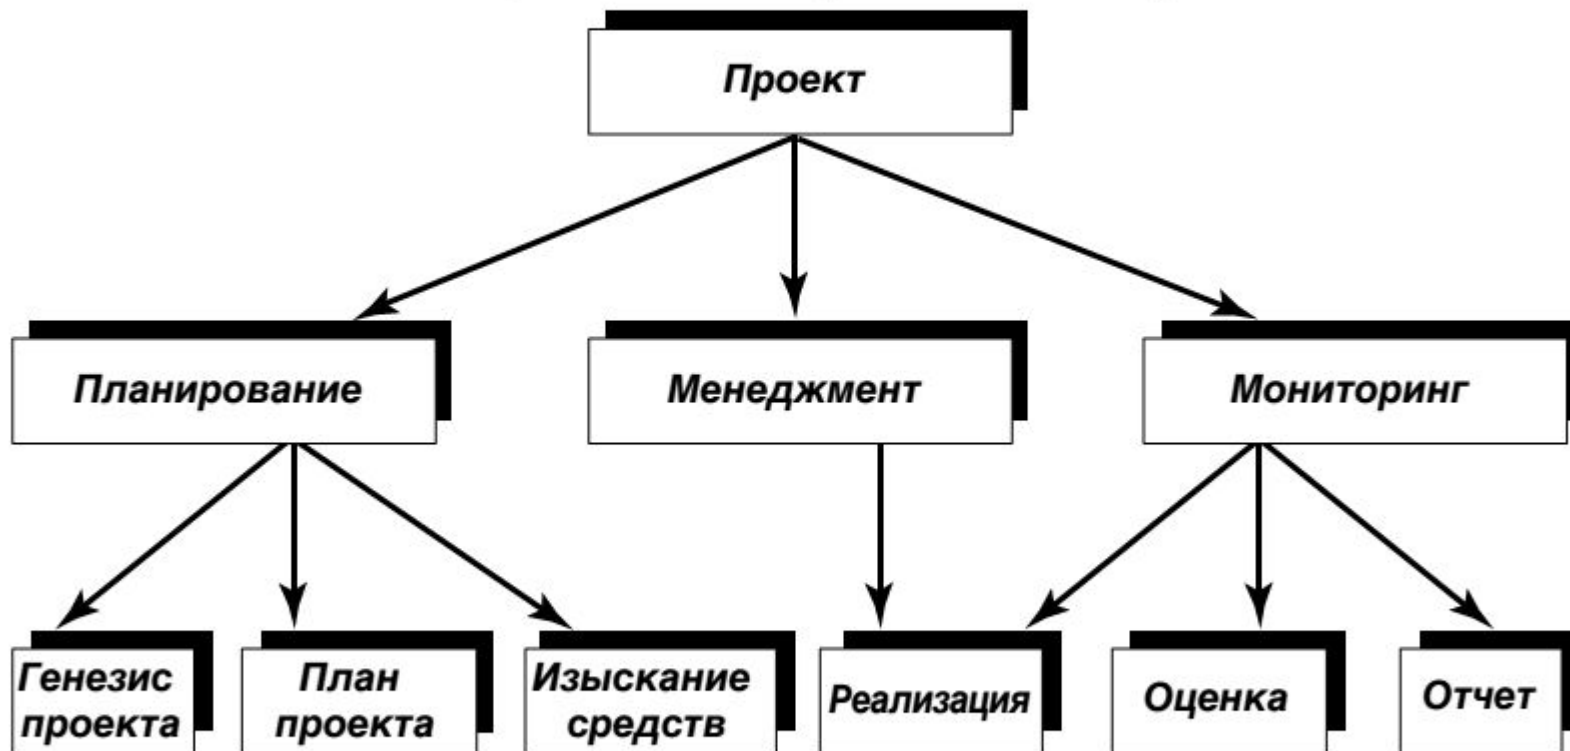 Проект
Планирование
Менеджмент
Мониторинг
Генезис
проекта
План
проекта
Изыскание
средств
Реализация
Оценка
Отчет